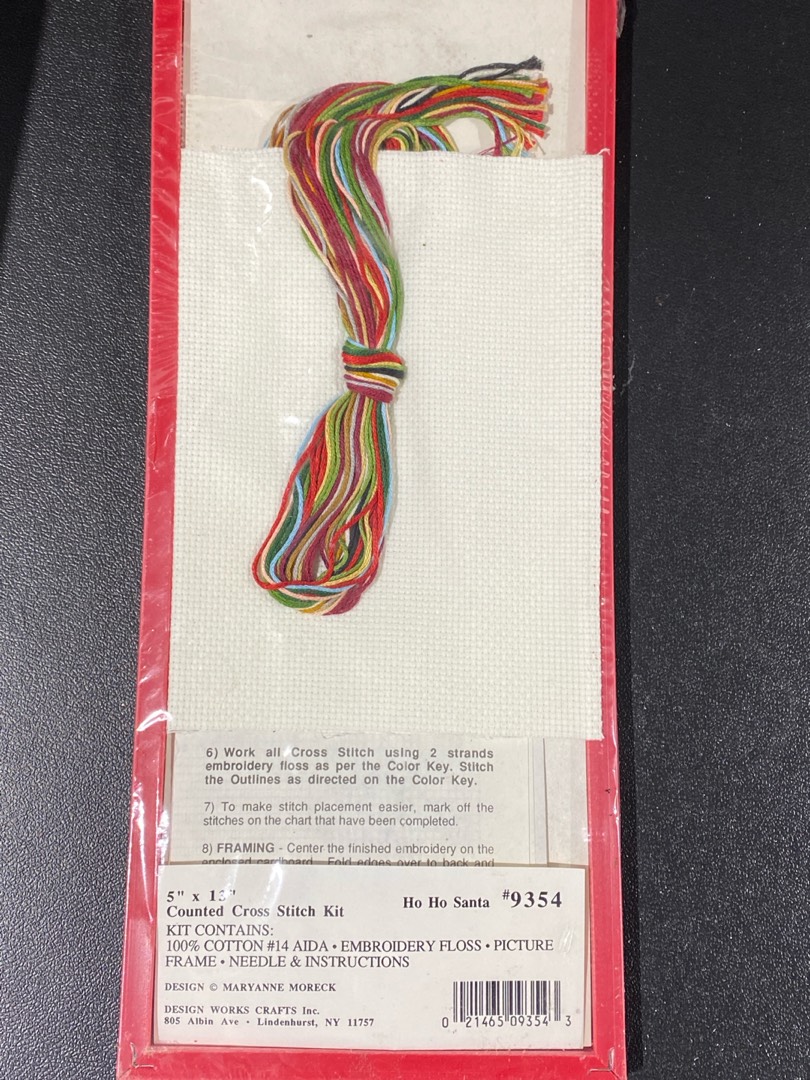 6) Work all Cross Stitch using 2 strands
embroidery floss as per the Color Key. Stitch
the Outlines as directed on the Color Key.
7) To make stitch placement easier, mark off the
stitches on the chart that have been completed.
8) FRAMING - Center the finished embroidery on the
enclosed cardboard. Fold edges over to back and
5" x 13"
Counted Cross Stitch Kit
Ho Ho Santa #9354
KIT CONTAINS:
100% COTTON #14 AIDA • EMBROIDERY FLOSS • PICTURE
FRAME • NEEDLE & INSTRUCTIONS
DESIGN © MARYANNE MORECK
DESIGN WORKS CRAFTS Inc.
805 Albin Ave • Lindenhurst, NY 11757
0 21465 09354 3